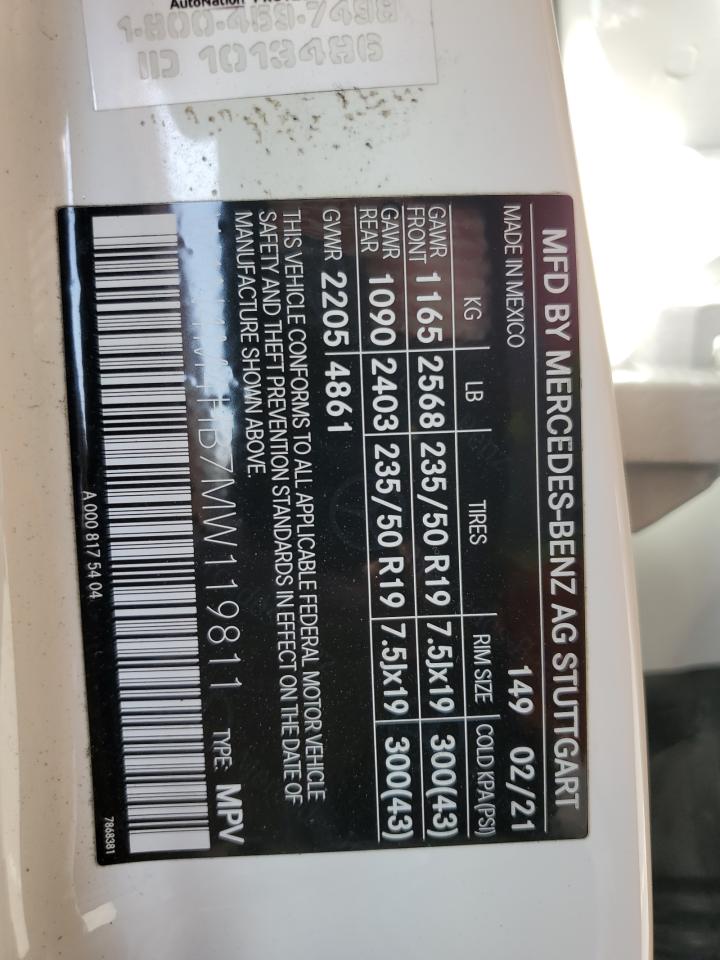 AutoNation
1-800-469-7498
ID 1013486
MFD BY MERCEDES-BENZ AG STUTTGART
MADE IN MEXICO 149 02/21
KG LB TIRES RIM SIZE COLD KPA(PSI)
GAWR FRONT 1165 2568 235/50 R19 7.5Jx19 300(43)
GAWR REAR 1090 2403 235/50 R19 7.5Jx19 300(43)
GVWR 2205 4861
THIS VEHICLE CONFORMS TO ALL APPLICABLE FEDERAL MOTOR VEHICLE
SAFETY AND THEFT PREVENTION STANDARDS IN EFFECT ON THE DATE OF
MANUFACTURE SHOWN ABOVE.
TYPE: MPV
7868381
A 000 817 54 04